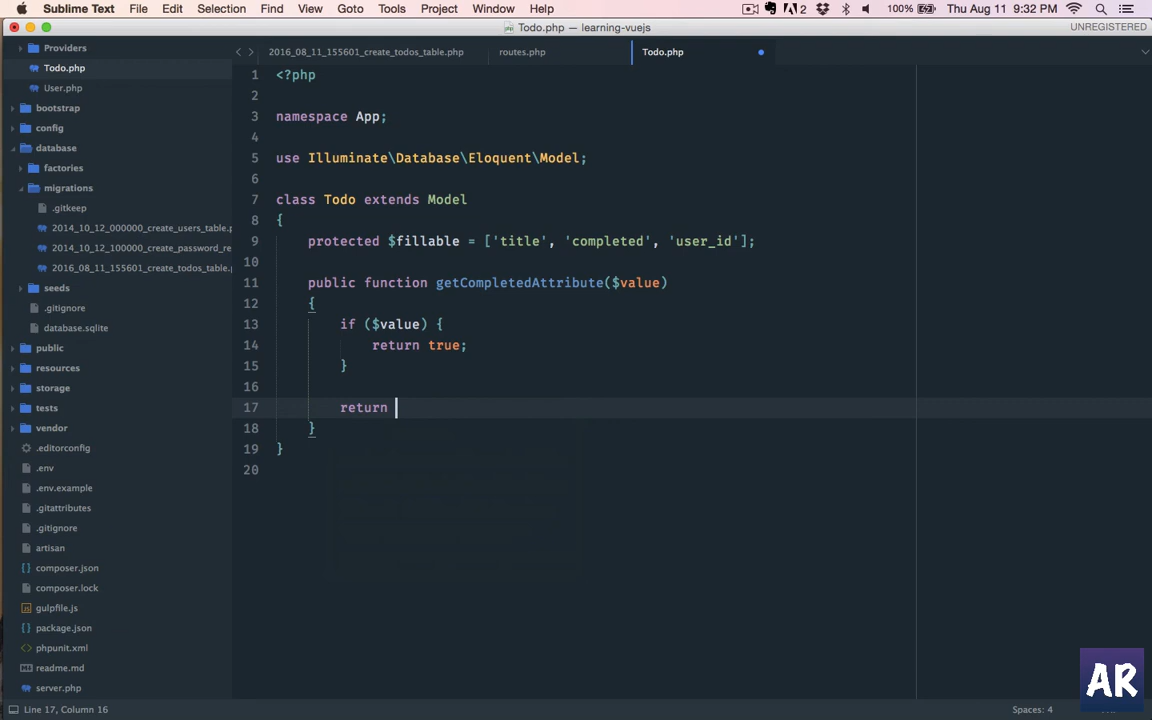 Sublime Text File Edit Selection Find View Goto Tools Project Window Help 2 100% Thu Aug 11 9:32 PM
Todo.php — learning-vuejs UNREGISTERED
Providers
Todo.php
User.php
bootstrap
config
database
factories
migrations
.gitkeep
2014_10_12_000000_create_users_table.
2014_10_12_100000_create_password_re
2016_08_11_155601_create_todos_table.p
seeds
.gitignore
database.sqlite
public
resources
storage
tests
vendor
.editorconfig
.env
.env.example
.gitattributes
.gitignore
artisan
composer.json
composer.lock
gulpfile.js
package.json
phpunit.xml
readme.md
server.php
2016_08_11_155601_create_todos_table.php routes.php Todo.php
1 <?php
2
3 namespace App;
4
5 use Illuminate\Database\Eloquent\Model;
6
7 class Todo extends Model
8 {
9 protected $fillable = ['title', 'completed', 'user_id'];
10
11 public function getCompletedAttribute($value)
12 {
13 if ($value) {
14 return true;
15 }
16
17 return
18 }
19 }
20
AR
Line 17, Column 16 Spaces: 4